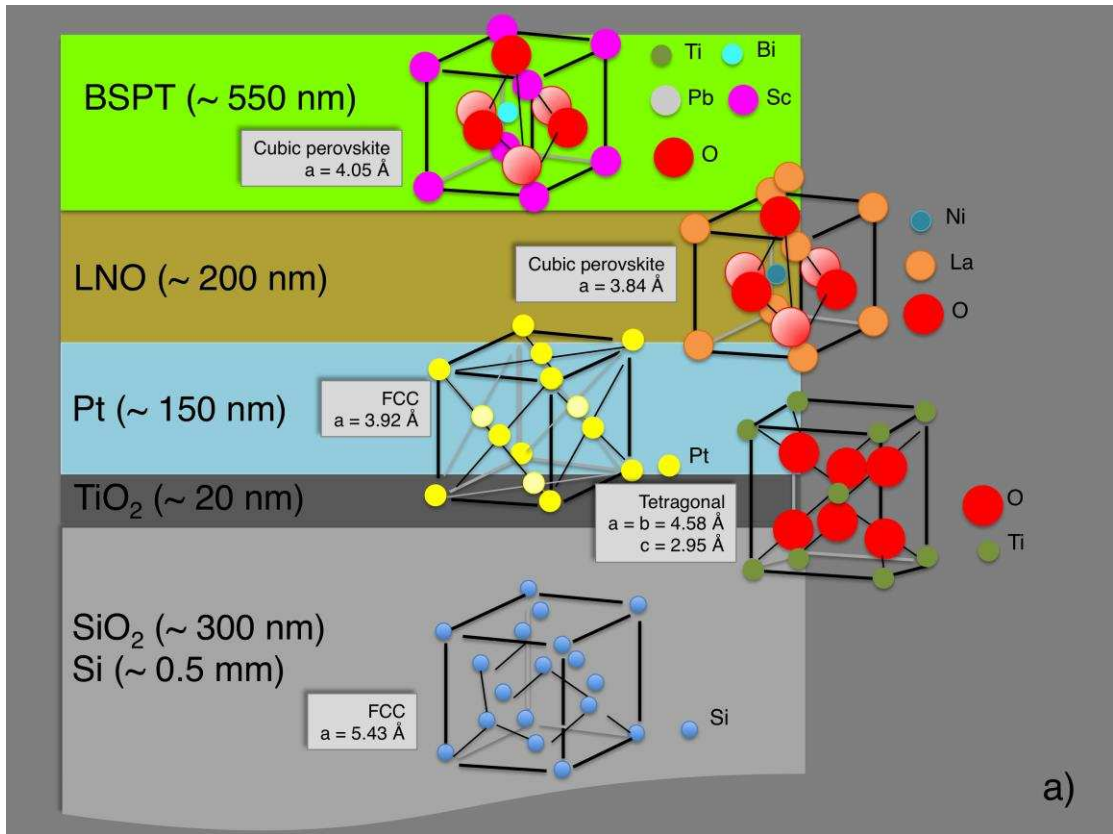 BSPT (~ 550 nm)
Cubic perovskite
a = 4.05 Å
Ti
Bi
Pb
Sc
O
LNO (~ 200 nm)
Cubic perovskite
a = 3.84 Å
Ni
La
O
Pt (~ 150 nm)
FCC
a = 3.92 Å
Pt
TiO₂ (~ 20 nm)
Tetragonal
a = b = 4.58 Å
c = 2.95 Å
O
Ti
SiO₂ (~ 300 nm)
Si (~ 0.5 mm)
FCC
a = 5.43 Å
Si
a)